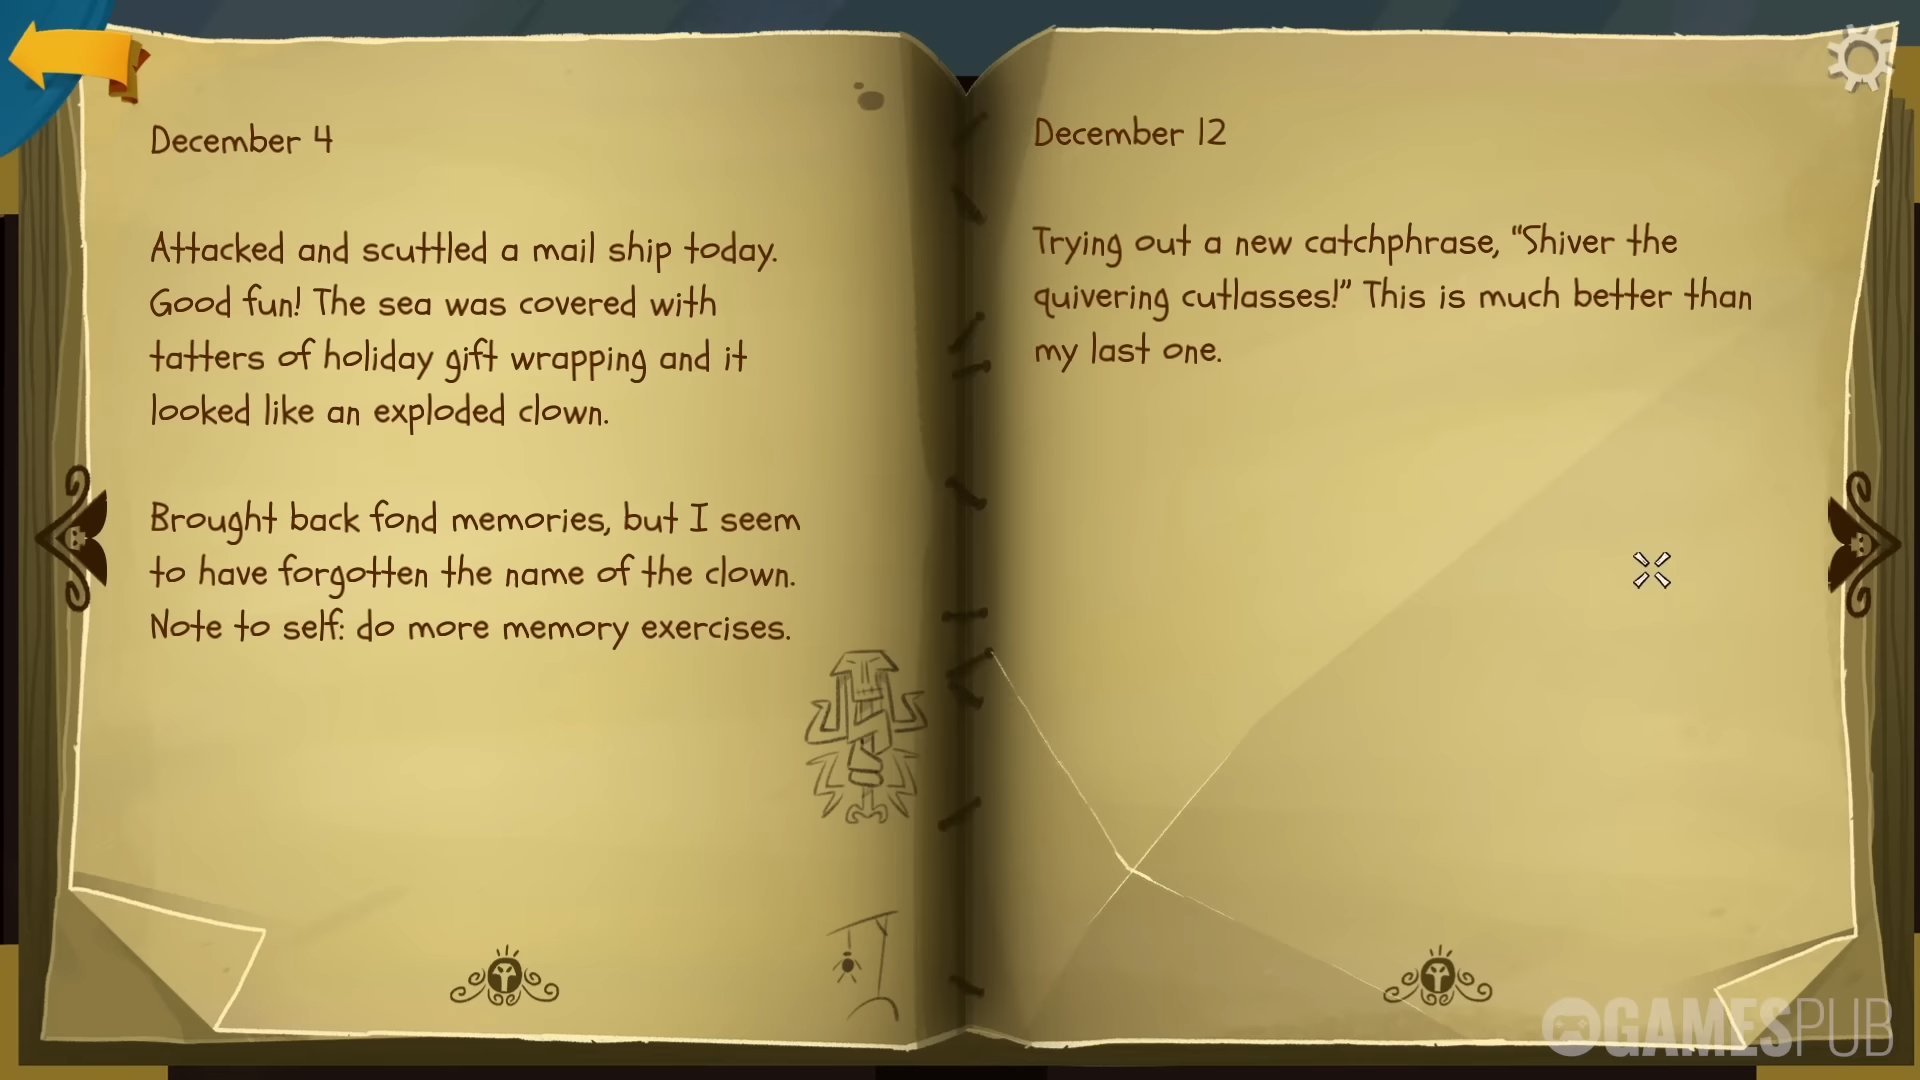 December 4
Attacked and scuttled a mail ship today.
Good fun! The sea was covered with
tatters of holiday gift wrapping and it
looked like an exploded clown.
Brought back fond memories, but I seem
to have forgotten the name of the clown.
Note to self: do more memory exercises.
December 12
Trying out a new catchphrase, “Shiver the
quivering cutlasses!” This is much better than
my last one.
GAMESPUB